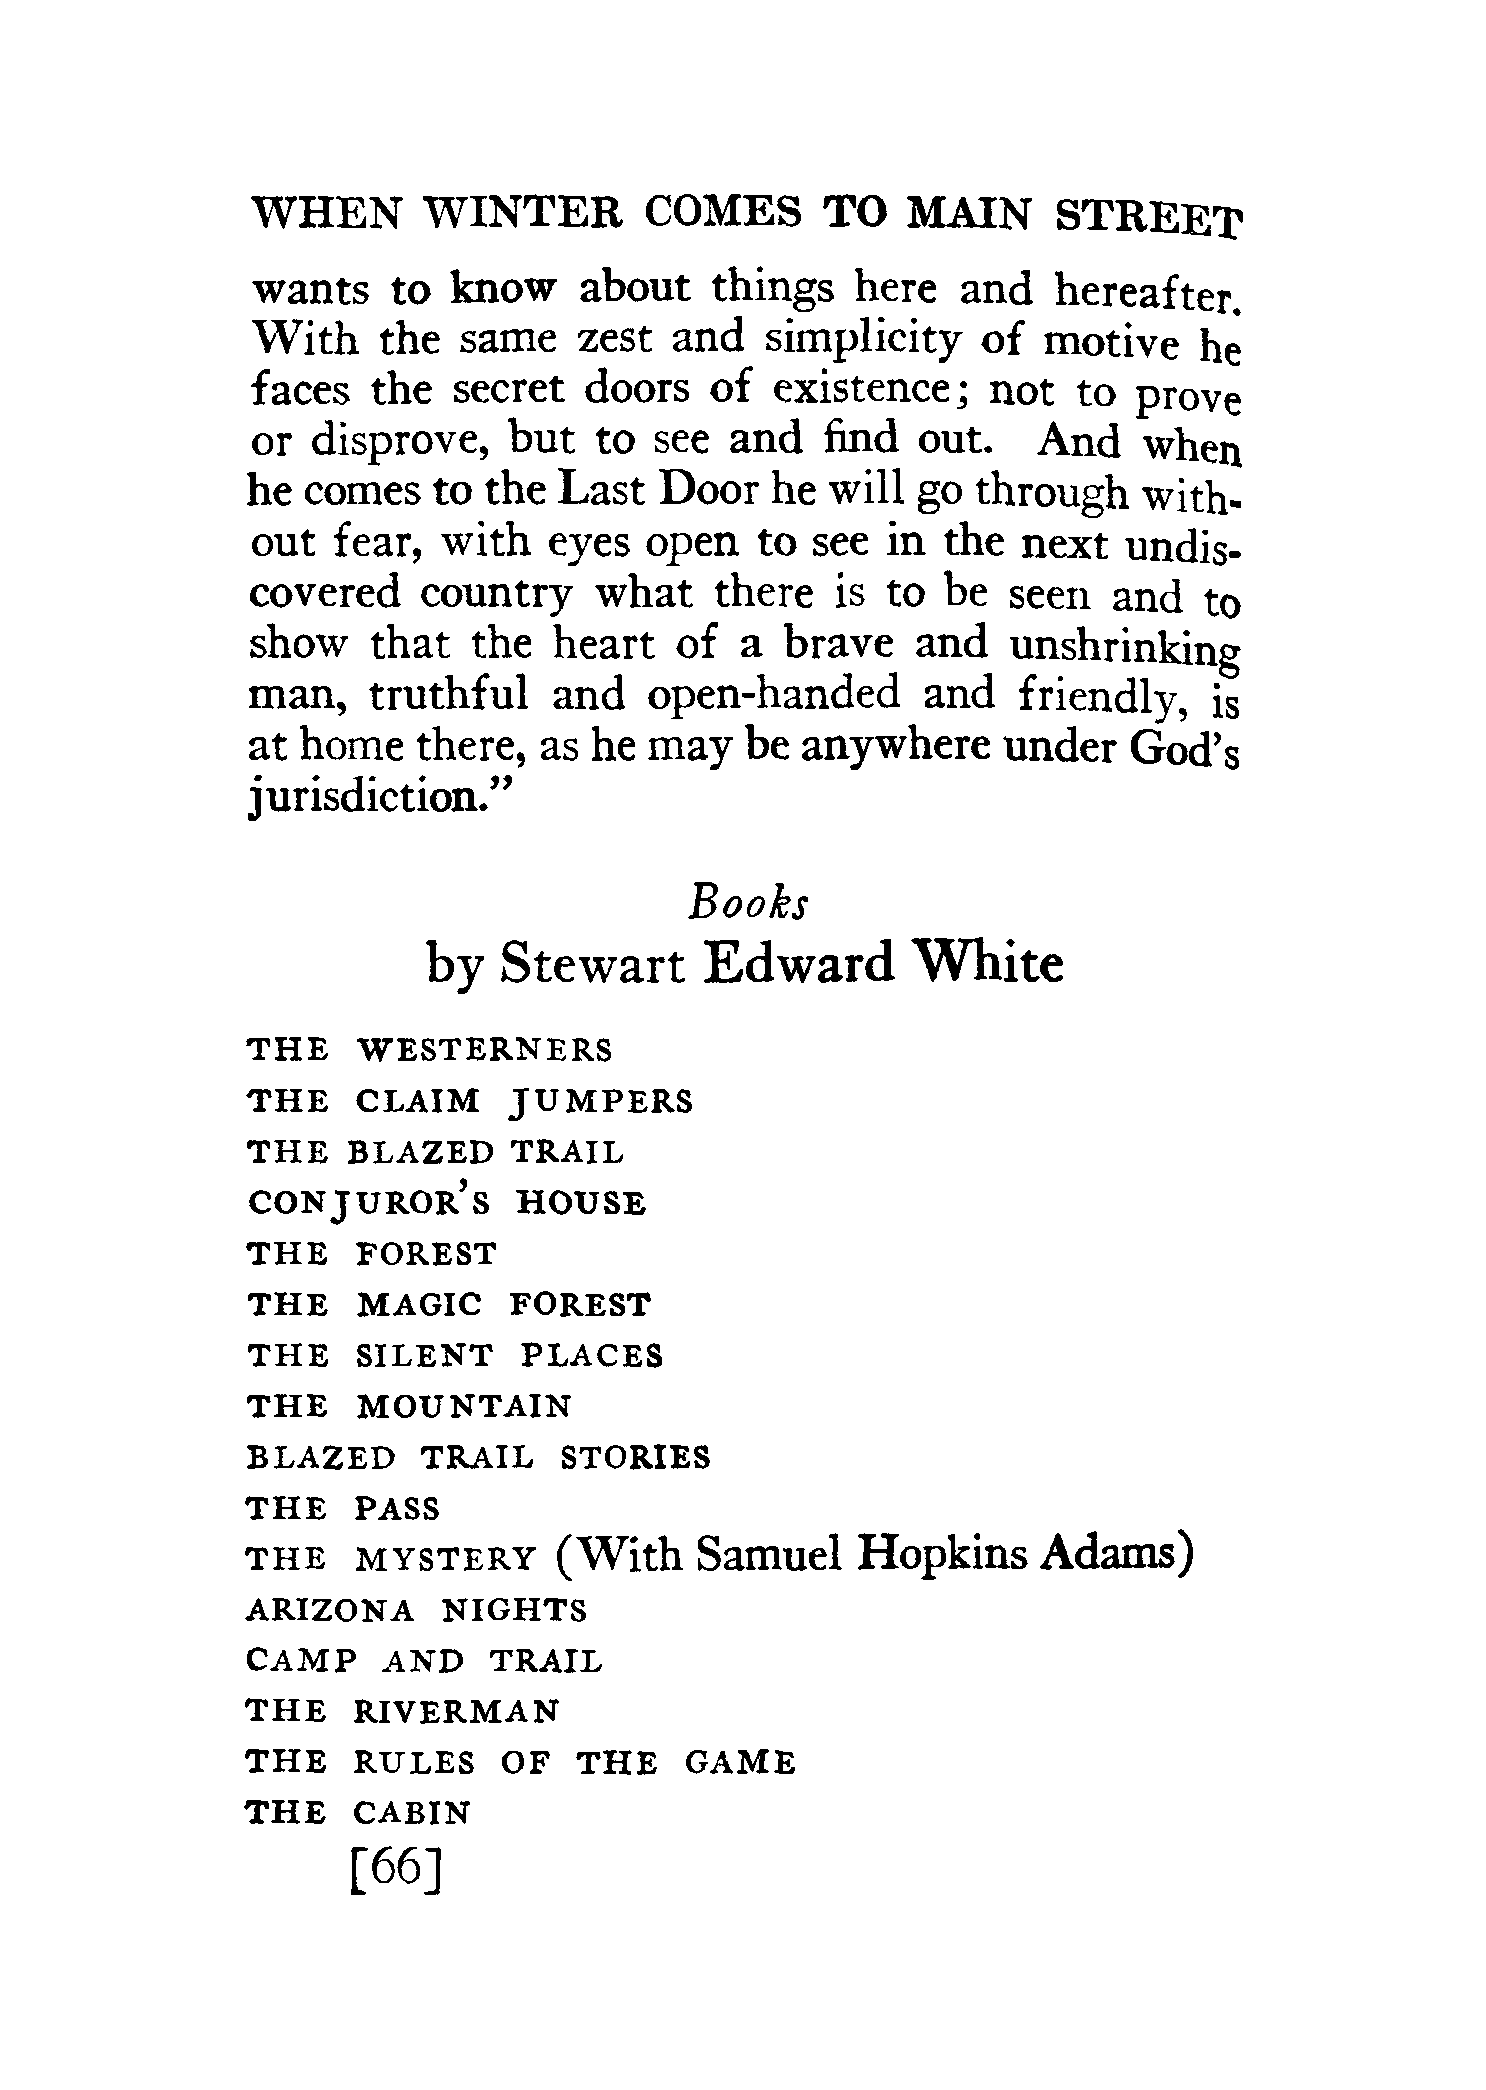 WHEN WINTER COMES TO MAIN STREET
wants to know about things here and hereafter.
With the same zest and simplicity of motive he
faces the secret doors of existence; not to prove
or disprove, but to see and find out. And when
he comes to the Last Door he will go through with-
out fear, with eyes open to see in the next undis-
covered country what there is to be seen and to
show that the heart of a brave and unshrinking
man, truthful and open-handed and friendly, is
at home there, as he may be anywhere under God's
jurisdiction.”
Books
by Stewart Edward White
THE WESTERNERS
THE CLAIM JUMPERS
THE BLAZED TRAIL
CONJUROR'S HOUSE
THE FOREST
THE MAGIC FOREST
THE SILENT PLACES
THE MOUNTAIN
BLAZED TRAIL STORIES
THE PASS
THE MYSTERY (With Samuel Hopkins Adams)
ARIZONA NIGHTS
CAMP AND TRAIL
THE RIVERMAN
THE RULES OF THE GAME
THE CABIN
[66]